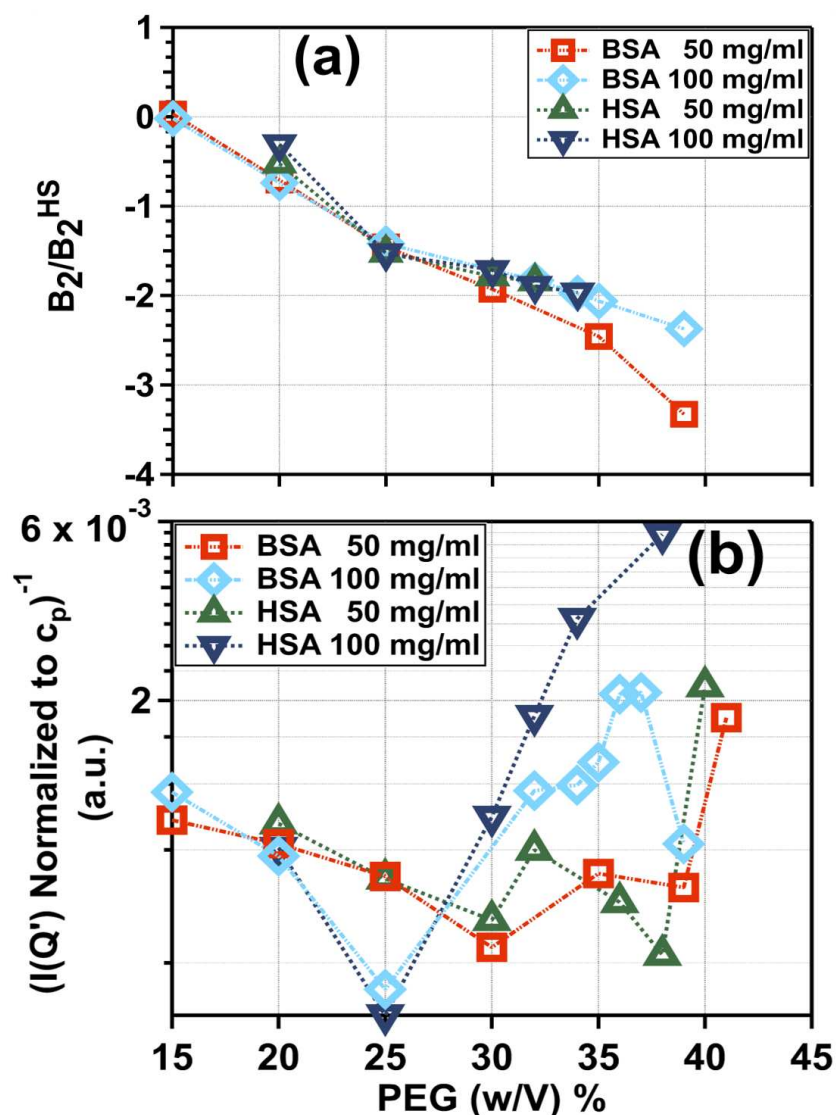 1
(a)
BSA 50 mg/ml
BSA 100 mg/ml
HSA 50 mg/ml
HSA 100 mg/ml
0
-1
-2
-3
-4
B₂/B₂ᴴˢ
6 x 10⁻³
BSA 50 mg/ml
BSA 100 mg/ml
HSA 50 mg/ml
HSA 100 mg/ml
(b)
2
(I(Q') Normalized to cₚ)⁻¹
(a.u.)
15 20 25 30 35 40 45
PEG (w/V) %